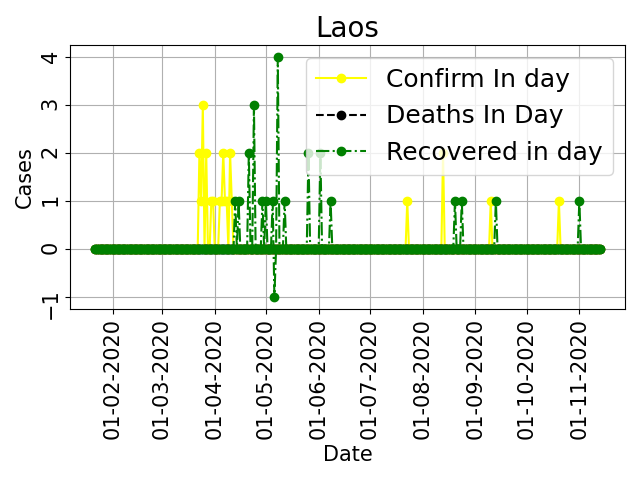 Laos
Confirm In day
Deaths In Day
Recovered in day
Cases
4
3
2
1
0
−1
01-02-2020
01-03-2020
01-04-2020
01-05-2020
01-06-2020
01-07-2020
01-08-2020
01-09-2020
01-10-2020
01-11-2020
Date